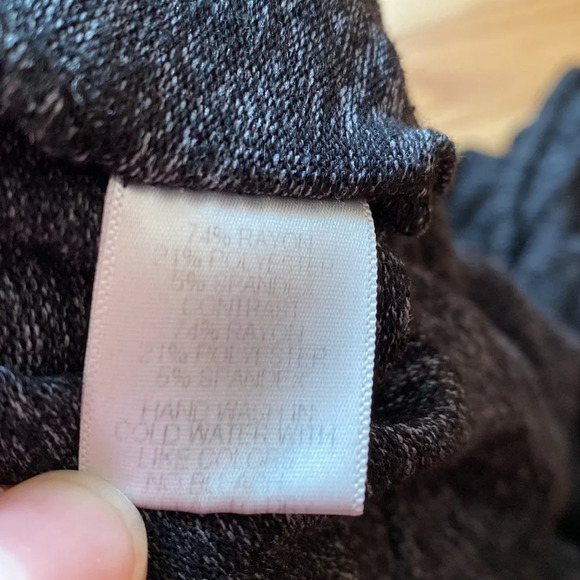 74% RAYON
21% POLYESTER
5% SPANDEX
CONTRAST
74% RAYON
21% POLYESTER
5% SPANDEX
HAND WASH IN
COLD WATER WITH
LIKE COLORS